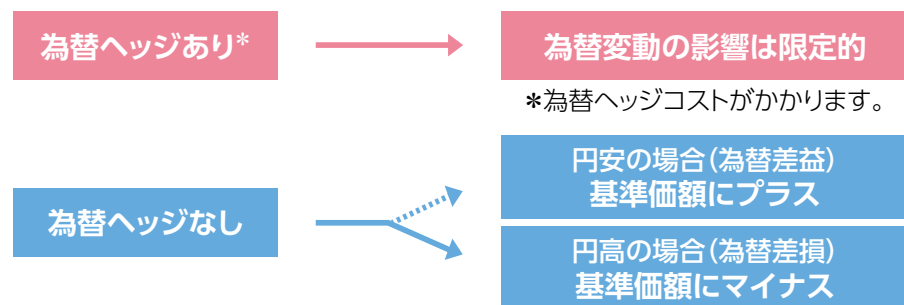 為替ヘッジあり*
為替変動の影響は限定的
*為替ヘッジコストがかかります。
為替ヘッジなし
円安の場合(為替差益)
基準価額にプラス
円高の場合(為替差損)
基準価額にマイナス